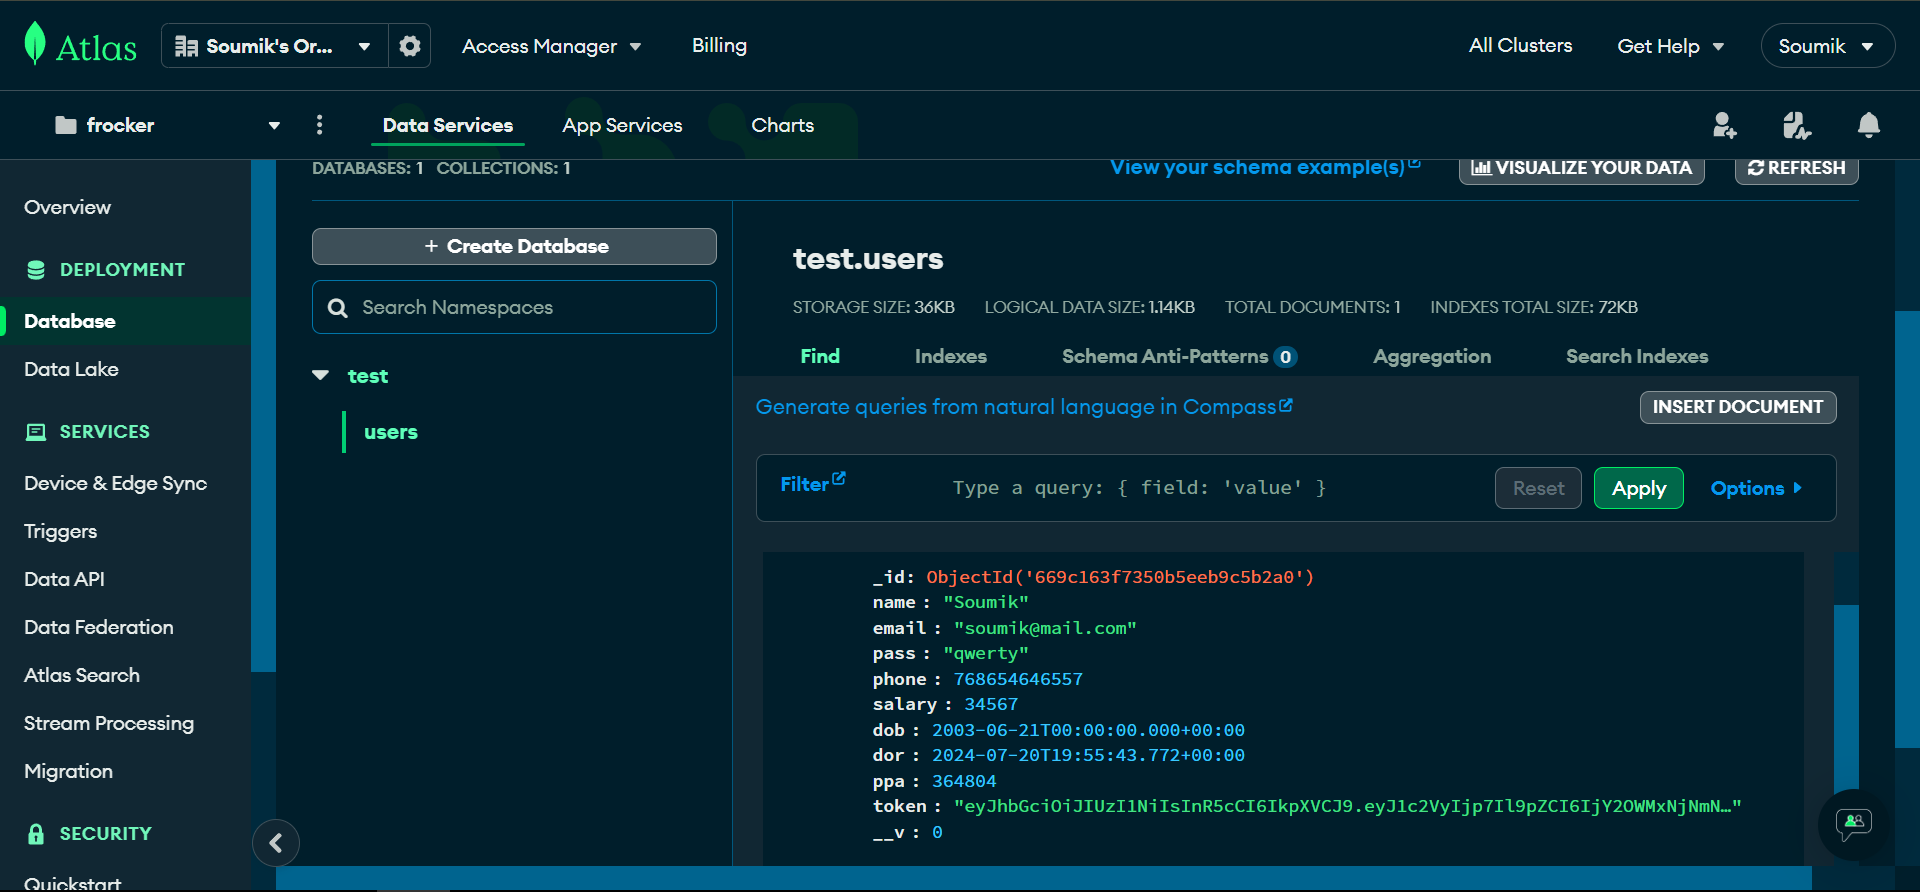 Atlas
Soumik's Or...
Access Manager
Billing
All Clusters
Get Help
Soumik
frocker
Data Services
App Services
Charts
DATABASES: 1 COLLECTIONS: 1
View your schema example(s)
VISUALIZE YOUR DATA
REFRESH
Overview
DEPLOYMENT
Database
Data Lake
SERVICES
Device & Edge Sync
Triggers
Data API
Data Federation
Atlas Search
Stream Processing
Migration
SECURITY
Quickstart
+ Create Database
Search Namespaces
test
users
test.users
STORAGE SIZE: 36KB LOGICAL DATA SIZE: 1.14KB TOTAL DOCUMENTS: 1 INDEXES TOTAL SIZE: 72KB
Find Indexes Schema Anti-Patterns 0 Aggregation Search Indexes
Generate queries from natural language in Compass
INSERT DOCUMENT
Filter
Type a query: { field: 'value' }
Reset
Apply
Options
_id: ObjectId('669c163f7350b5eeb9c5b2a0')
name : "Soumik"
email : "soumik@mail.com"
pass : "qwerty"
phone : 768654646557
salary : 34567
dob : 2003-06-21T00:00:00.000+00:00
dor : 2024-07-20T19:55:43.772+00:00
ppa : 364804
token : "eyJhbGciOiJIUzI1NiIsInR5cCI6IkpXVCJ9.eyJ1c2VyIjp7Il9pZCI6IjY2OWMxNjNmN…"
__v : 0